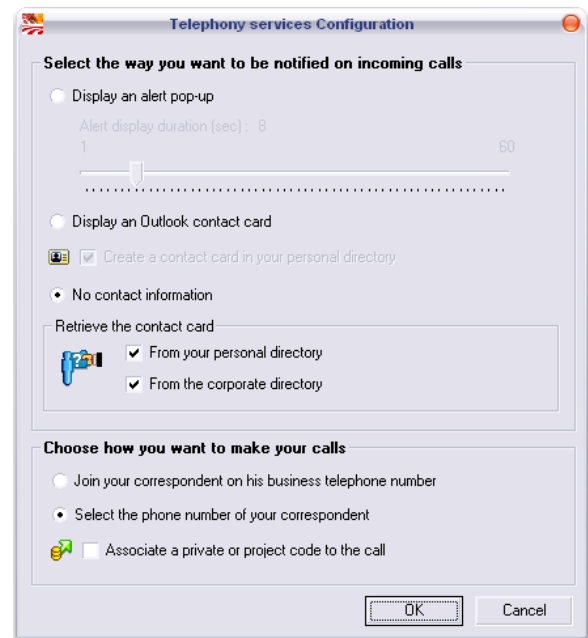 Telephony services Configuration
Select the way you want to be notified on incoming calls
Display an alert pop-up
Alert display duration (sec) : 8
1 60
Display an Outlook contact card
Create a contact card in your personal directory
No contact information
Retrieve the contact card
From your personal directory
From the corporate directory
Choose how you want to make your calls
Join your correspondent on his business telephone number
Select the phone number of your correspondent
Associate a private or project code to the call
OK Cancel